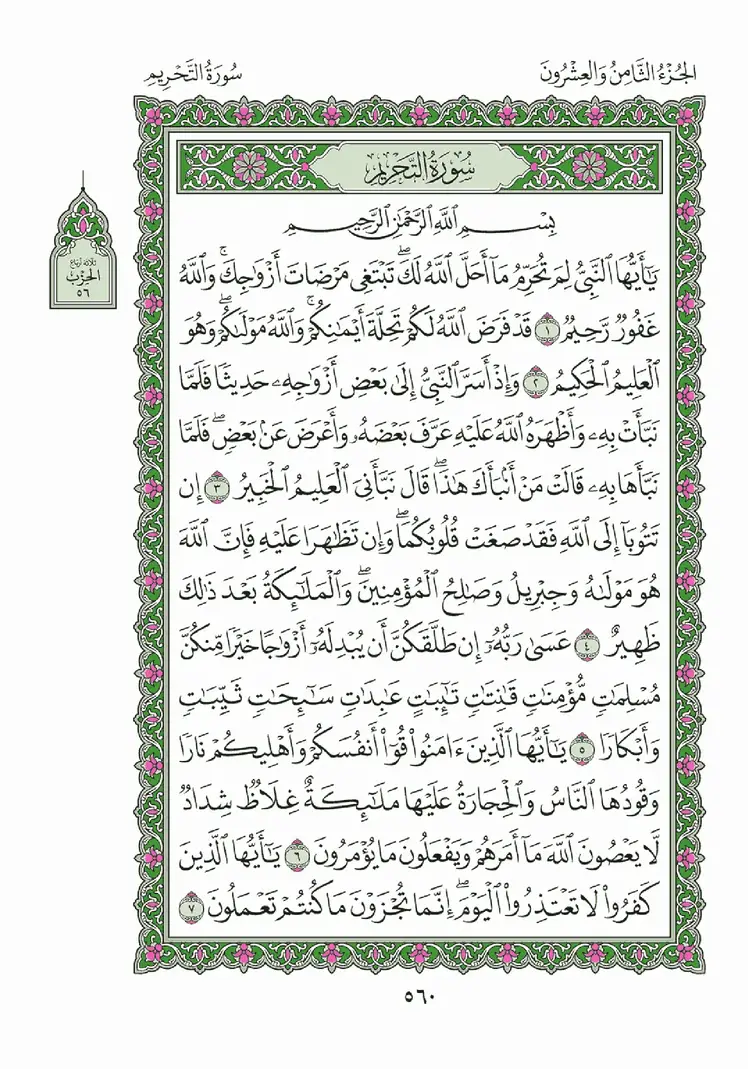 الجُزْءُ الثَّامِنُ وَالعِشْرُونَ
سُورَةُ التَّحْرِيمِ
سُورَةُ التَّحْرِيمِ
بِسْمِ ٱللَّهِ ٱلرَّحْمَٰنِ ٱلرَّحِيمِ
يَٰٓأَيُّهَا ٱلنَّبِيُّ لِمَ تُحَرِّمُ مَآ أَحَلَّ ٱللَّهُ لَكَۖ تَبْتَغِي مَرْضَاتَ أَزْوَٰجِكَۚ وَٱللَّهُ
غَفُورٌ رَّحِيمٌ ١ قَدْ فَرَضَ ٱللَّهُ لَكُمْ تَحِلَّةَ أَيْمَٰنِكُمْۚ وَٱللَّهُ مَوْلَىٰكُمْۖ وَهُوَ
ٱلْعَلِيمُ ٱلْحَكِيمُ ٢ وَإِذْ أَسَرَّ ٱلنَّبِيُّ إِلَىٰ بَعْضِ أَزْوَٰجِهِۦ حَدِيثًا فَلَمَّا
نَبَّأَتْ بِهِۦ وَأَظْهَرَهُ ٱللَّهُ عَلَيْهِ عَرَّفَ بَعْضَهُۥ وَأَعْرَضَ عَنۢ بَعْضٍۖ فَلَمَّا
نَبَّأَهَا بِهِۦ قَالَتْ مَنْ أَنۢبَأَكَ هَٰذَاۖ قَالَ نَبَّأَنِيَ ٱلْعَلِيمُ ٱلْخَبِيرُ ٣ إِن
تَتُوبَآ إِلَى ٱللَّهِ فَقَدْ صَغَتْ قُلُوبُكُمَاۖ وَإِن تَظَٰهَرَا عَلَيْهِ فَإِنَّ ٱللَّهَ
هُوَ مَوْلَىٰهُ وَجِبْرِيلُ وَصَٰلِحُ ٱلْمُؤْمِنِينَۖ وَٱلْمَلَٰٓئِكَةُ بَعْدَ ذَٰلِكَ
ظَهِيرٌ ٤ عَسَىٰ رَبُّهُۥٓ إِن طَلَّقَكُنَّ أَن يُبْدِلَهُۥٓ أَزْوَٰجًا خَيْرًا مِّنكُنَّ
مُسْلِمَٰتٍ مُّؤْمِنَٰتٍ قَٰنِتَٰتٍ تَٰٓئِبَٰتٍ عَٰبِدَٰتٍ سَٰٓئِحَٰتٍ ثَيِّبَٰتٍ
وَأَبْكَارًا ٥ يَٰٓأَيُّهَا ٱلَّذِينَ ءَامَنُوا۟ قُوٓا۟ أَنفُسَكُمْ وَأَهْلِيكُمْ نَارًا
وَقُودُهَا ٱلنَّاسُ وَٱلْحِجَارَةُ عَلَيْهَا مَلَٰٓئِكَةٌ غِلَاظٌ شِدَادٌ
لَّا يَعْصُونَ ٱللَّهَ مَآ أَمَرَهُمْ وَيَفْعَلُونَ مَا يُؤْمَرُونَ ٦ يَٰٓأَيُّهَا ٱلَّذِينَ
كَفَرُوا۟ لَا تَعْتَذِرُوا۟ ٱلْيَوْمَۖ إِنَّمَا تُجْزَوْنَ مَا كُنتُمْ تَعْمَلُونَ ٧
ثلاثة أرباع
الحِزْب
٥٦
٥٦٠